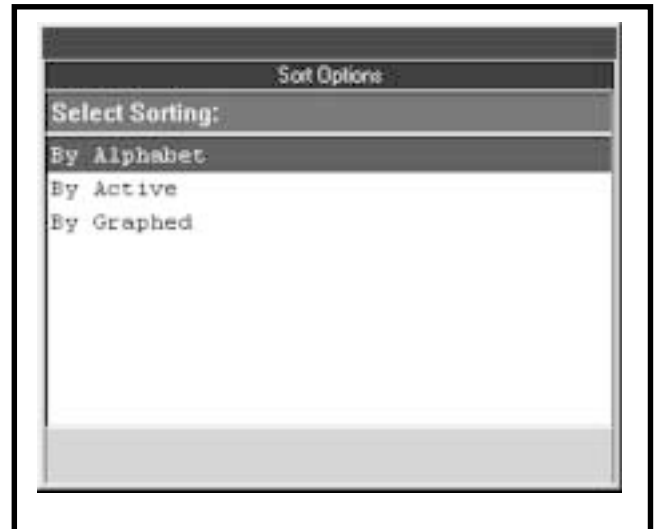 Sort Options
Select Sorting:
By Alphabet
By Active
By Graphed